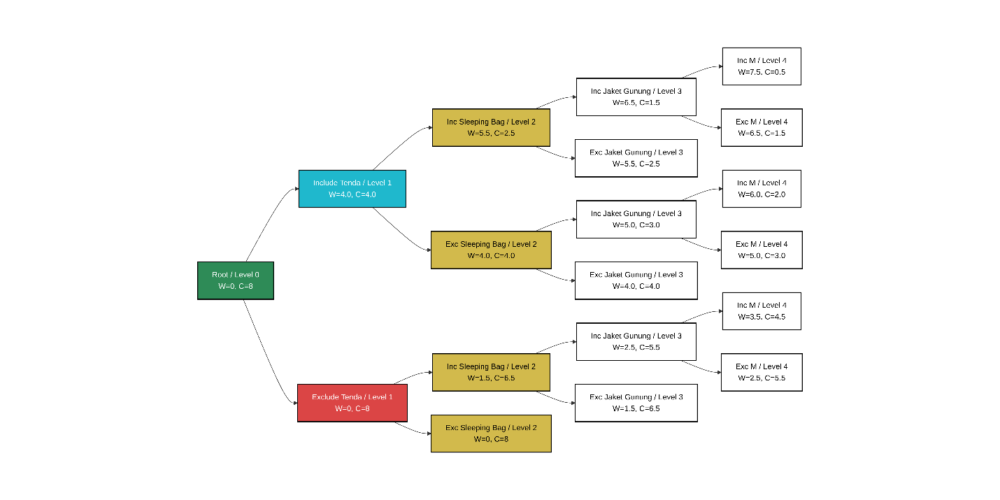 Root / Level 0
W=0, C=8
Include Tenda / Level 1
W=4.0, C=4.0
Exclude Tenda / Level 1
W=0, C=8
Inc Sleeping Bag / Level 2
W=5.5, C=2.5
Exc Sleeping Bag / Level 2
W=4.0, C=4.0
Inc Sleeping Bag / Level 2
W=1.5, C=6.5
Exc Sleeping Bag / Level 2
W=0, C=8
Inc Jaket Gunung / Level 3
W=6.5, C=1.5
Exc Jaket Gunung / Level 3
W=5.5, C=2.5
Inc Jaket Gunung / Level 3
W=5.0, C=3.0
Exc Jaket Gunung / Level 3
W=4.0, C=4.0
Inc Jaket Gunung / Level 3
W=2.5, C=5.5
Exc Jaket Gunung / Level 3
W=1.5, C=6.5
Inc M / Level 4
W=7.5, C=0.5
Exc M / Level 4
W=6.5, C=1.5
Inc M / Level 4
W=6.0, C=2.0
Exc M / Level 4
W=5.0, C=3.0
Inc M / Level 4
W=3.5, C=4.5
Exc M / Level 4
W=2.5, C=5.5